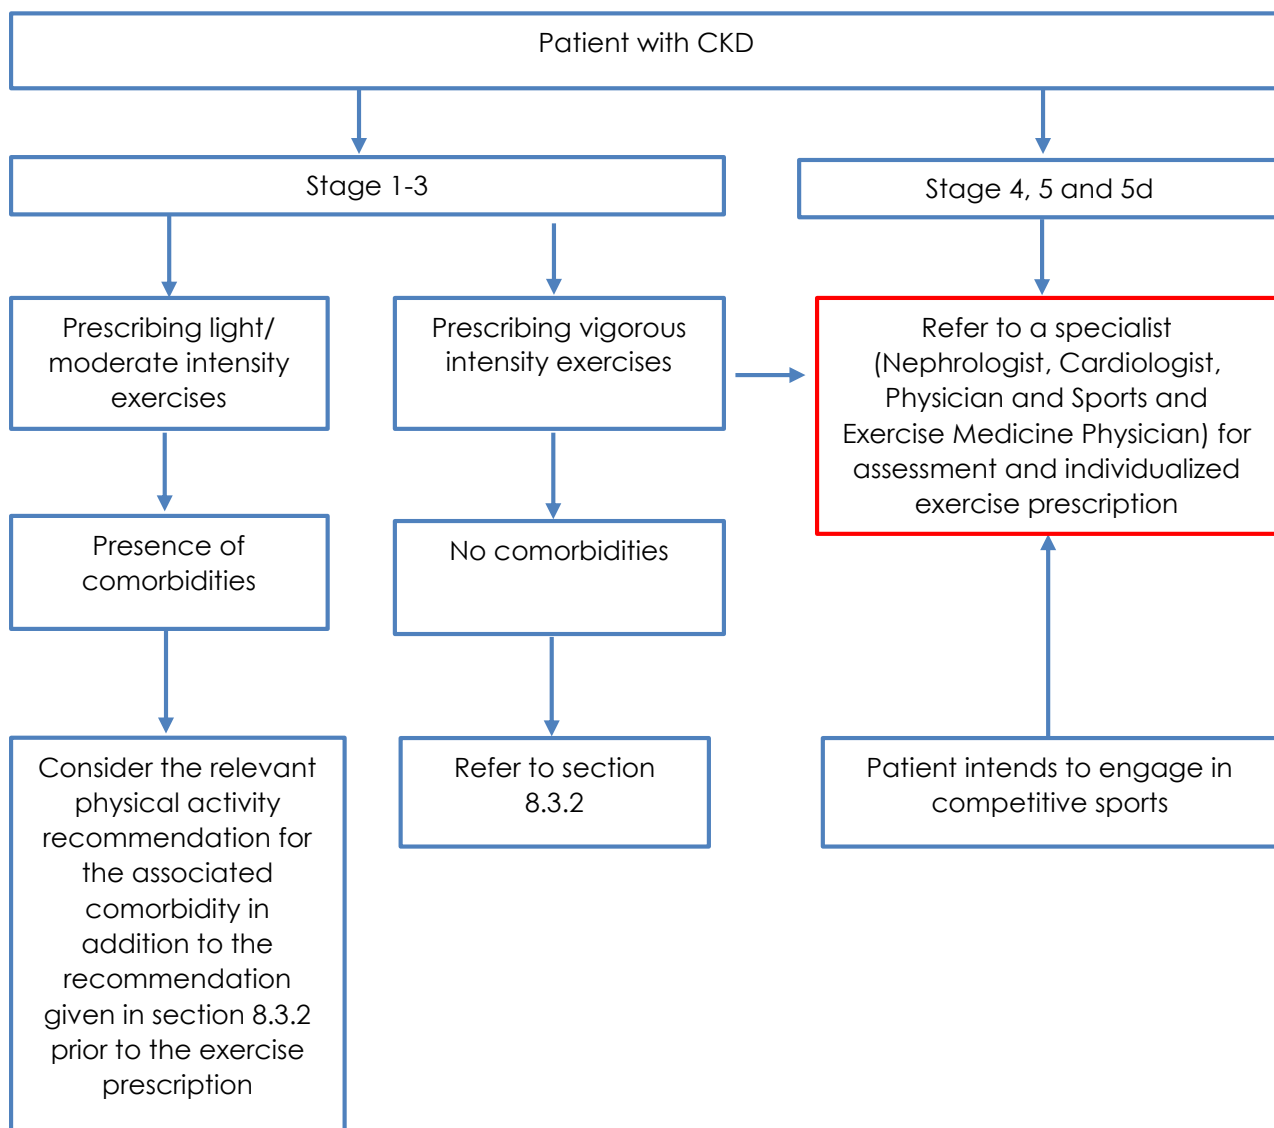 Patient with CKD
Stage 1-3
Stage 4, 5 and 5d
Prescribing light/
moderate intensity
exercises
Prescribing vigorous
intensity exercises
Refer to a specialist
(Nephrologist, Cardiologist,
Physician and Sports and
Exercise Medicine Physician) for
assessment and individualized
exercise prescription
Presence of
comorbidities
No comorbidities
Consider the relevant
physical activity
recommendation for
the associated
comorbidity in
addition to the
recommendation
given in section 8.3.2
prior to the exercise
prescription
Refer to section
8.3.2
Patient intends to engage in
competitive sports